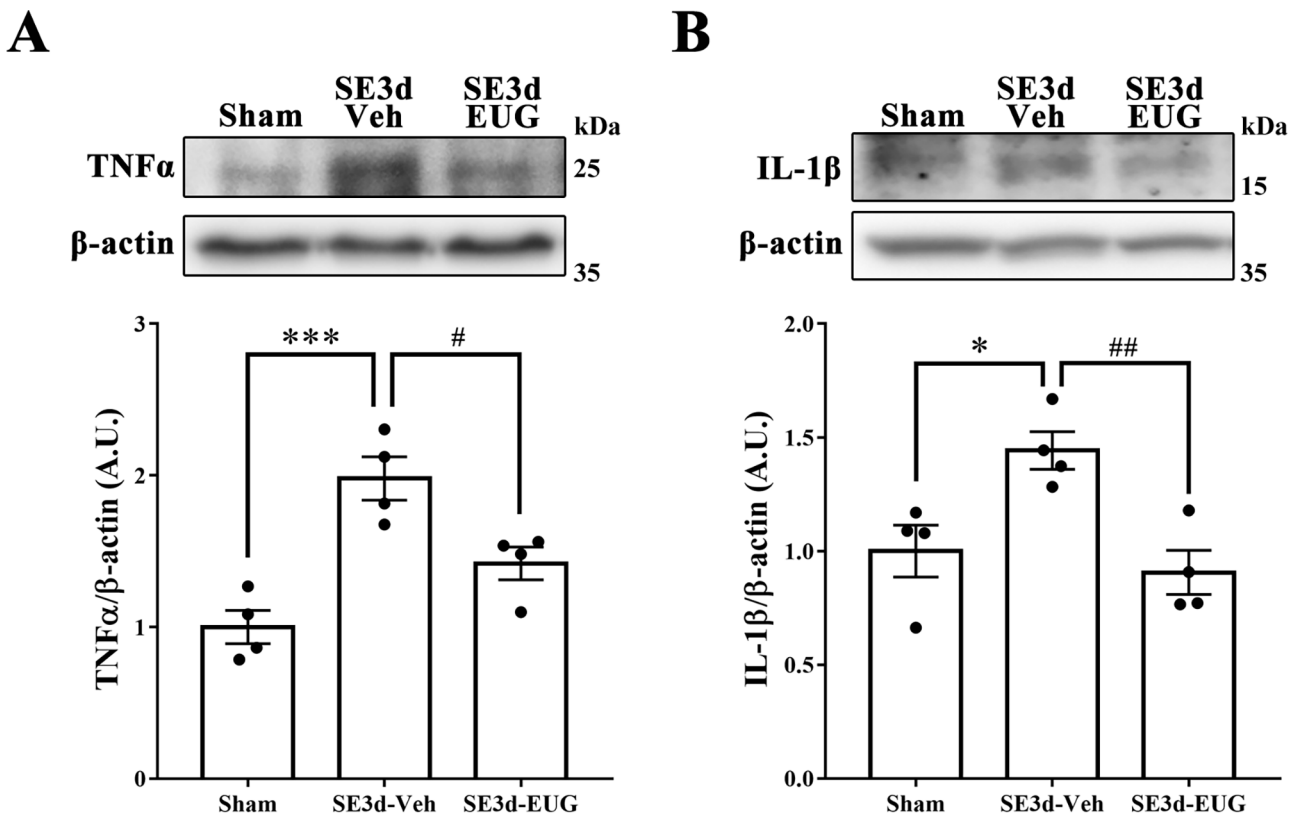 A
Sham
SE3d
Veh
SE3d
EUG
kDa
TNFα
25
β-actin
35
TNFα/β-actin (A.U.)
3
2
1
0
***
#
Sham
SE3d-Veh
SE3d-EUG
B
Sham
SE3d
Veh
SE3d
EUG
kDa
IL-1β
15
β-actin
35
IL-1β/β-actin (A.U.)
2.0
1.5
1.0
0.5
0.0
*
##
Sham
SE3d-Veh
SE3d-EUG